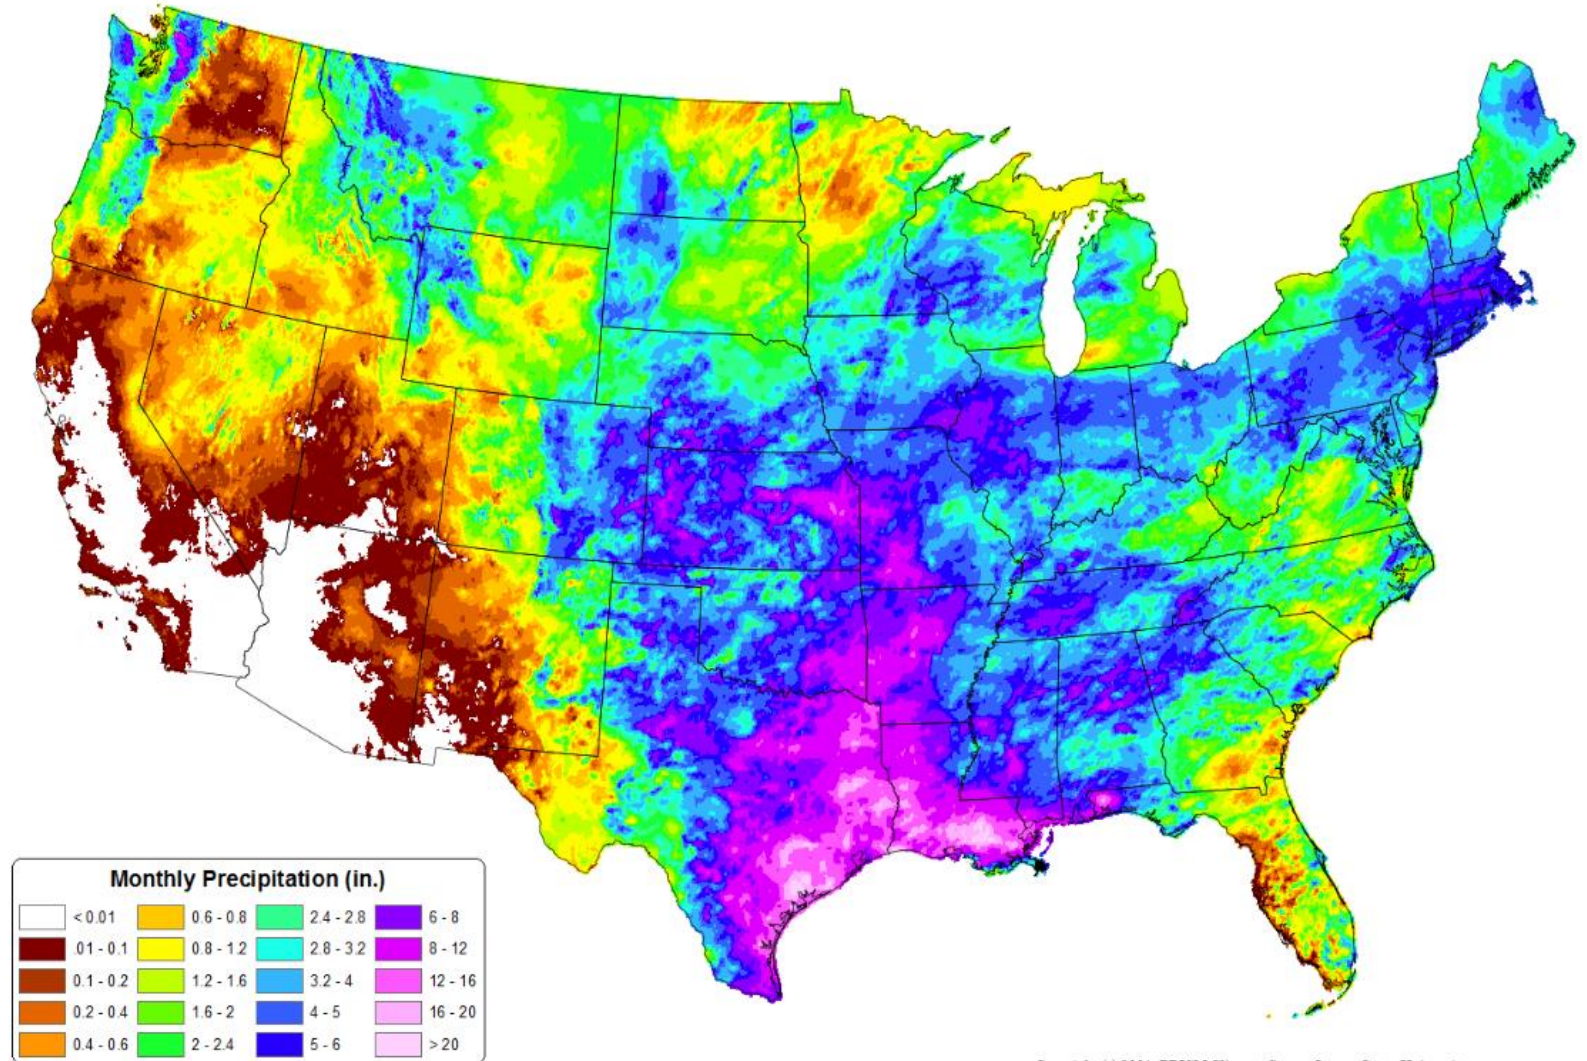 Monthly Precipitation (in.)
< 0.01 0.6 - 0.8 2.4 - 2.8 6 - 8
.01 - 0.1 0.8 - 1.2 2.8 - 3.2 8 - 12
0.1 - 0.2 1.2 - 1.6 3.2 - 4 12 - 16
0.2 - 0.4 1.6 - 2 4 - 5 16 - 20
0.4 - 0.6 2 - 2.4 5 - 6 > 20